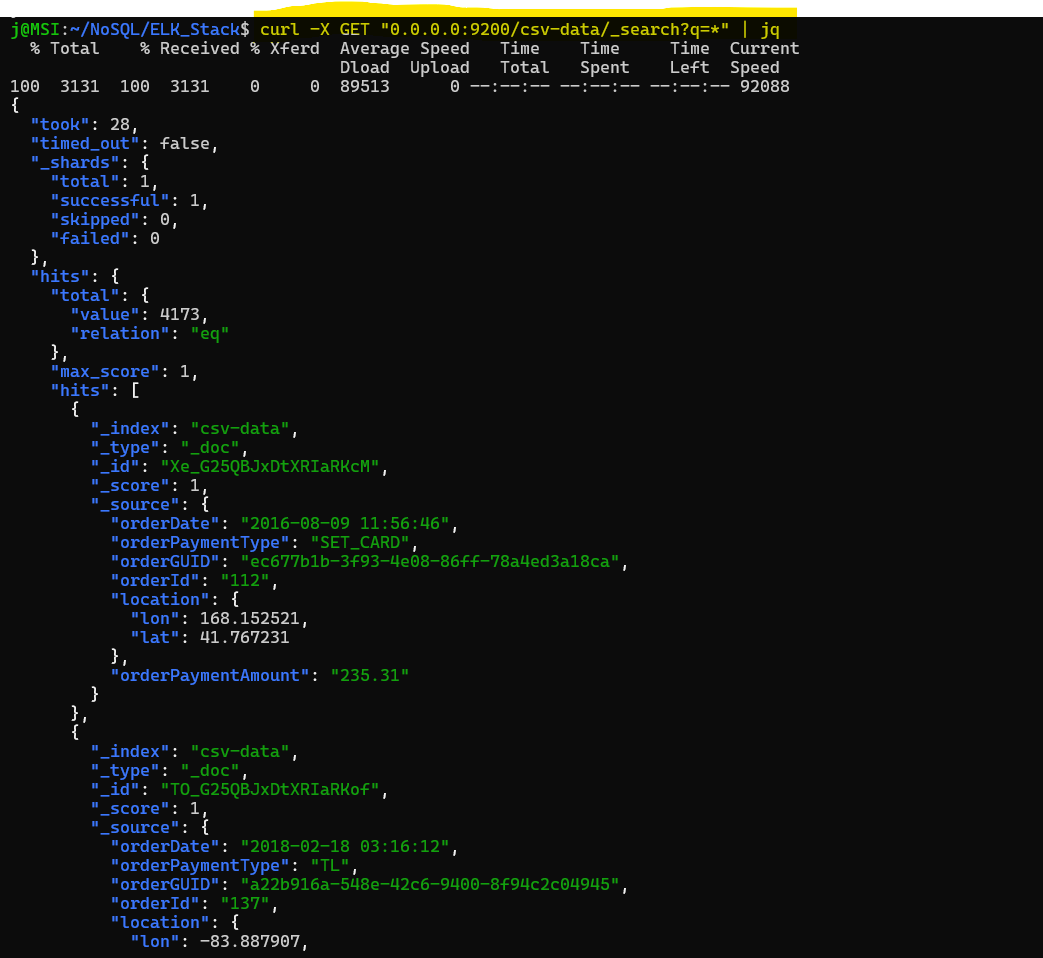 j@MSI:~/NoSQL/ELK_Stack$ curl -X GET "0.0.0.0:9200/csv-data/_search?q=*" | jq
  % Total    % Received % Xferd  Average Speed   Time    Time     Time  Current
                                 Dload  Upload   Total   Spent    Left  Speed
100  3131  100  3131    0     0  89513      0 --:--:-- --:--:-- --:--:-- 92088
{
  "took": 28,
  "timed_out": false,
  "_shards": {
    "total": 1,
    "successful": 1,
    "skipped": 0,
    "failed": 0
  },
  "hits": {
    "total": {
      "value": 4173,
      "relation": "eq"
    },
    "max_score": 1,
    "hits": [
      {
        "_index": "csv-data",
        "_type": "_doc",
        "_id": "Xe_G25QBJxDtXRIaRKcM",
        "_score": 1,
        "_source": {
          "orderDate": "2016-08-09 11:56:46",
          "orderPaymentType": "SET_CARD",
          "orderGUID": "ec677b1b-3f93-4e08-86ff-78a4ed3a18ca",
          "orderId": "112",
          "location": {
            "lon": 168.152521,
            "lat": 41.767231
          },
          "orderPaymentAmount": "235.31"
        }
      },
      {
        "_index": "csv-data",
        "_type": "_doc",
        "_id": "TO_G25QBJxDtXRIaRKof",
        "_score": 1,
        "_source": {
          "orderDate": "2018-02-18 03:16:12",
          "orderPaymentType": "TL",
          "orderGUID": "a22b916a-548e-42c6-9400-8f94c2c04945",
          "orderId": "137",
          "location": {
            "lon": -83.887907,